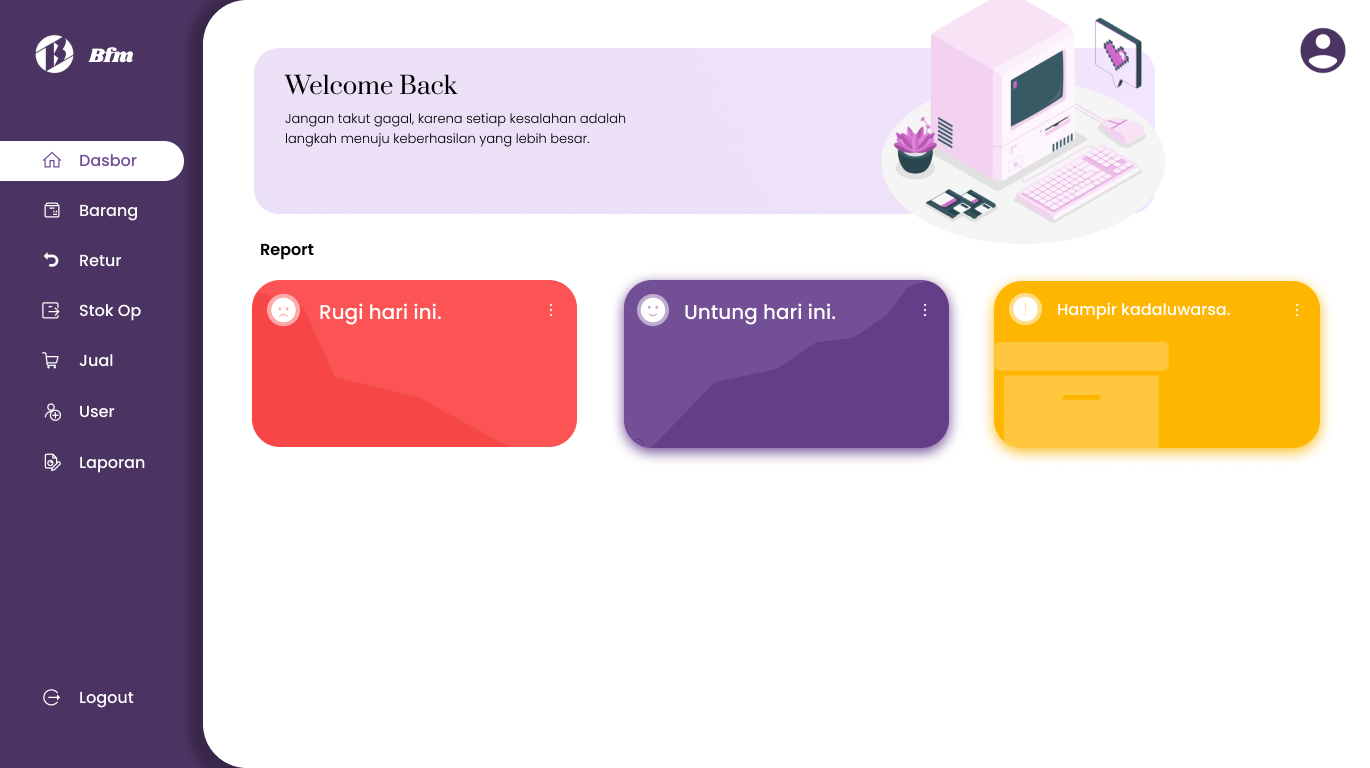 Bfm
Dasbor
Barang
Retur
Stok Op
Jual
User
Laporan
Logout
Welcome Back
Jangan takut gagal, karena setiap kesalahan adalah
langkah menuju keberhasilan yang lebih besar.
Report
Rugi hari ini.
Untung hari ini.
Hampir kadaluwarsa.